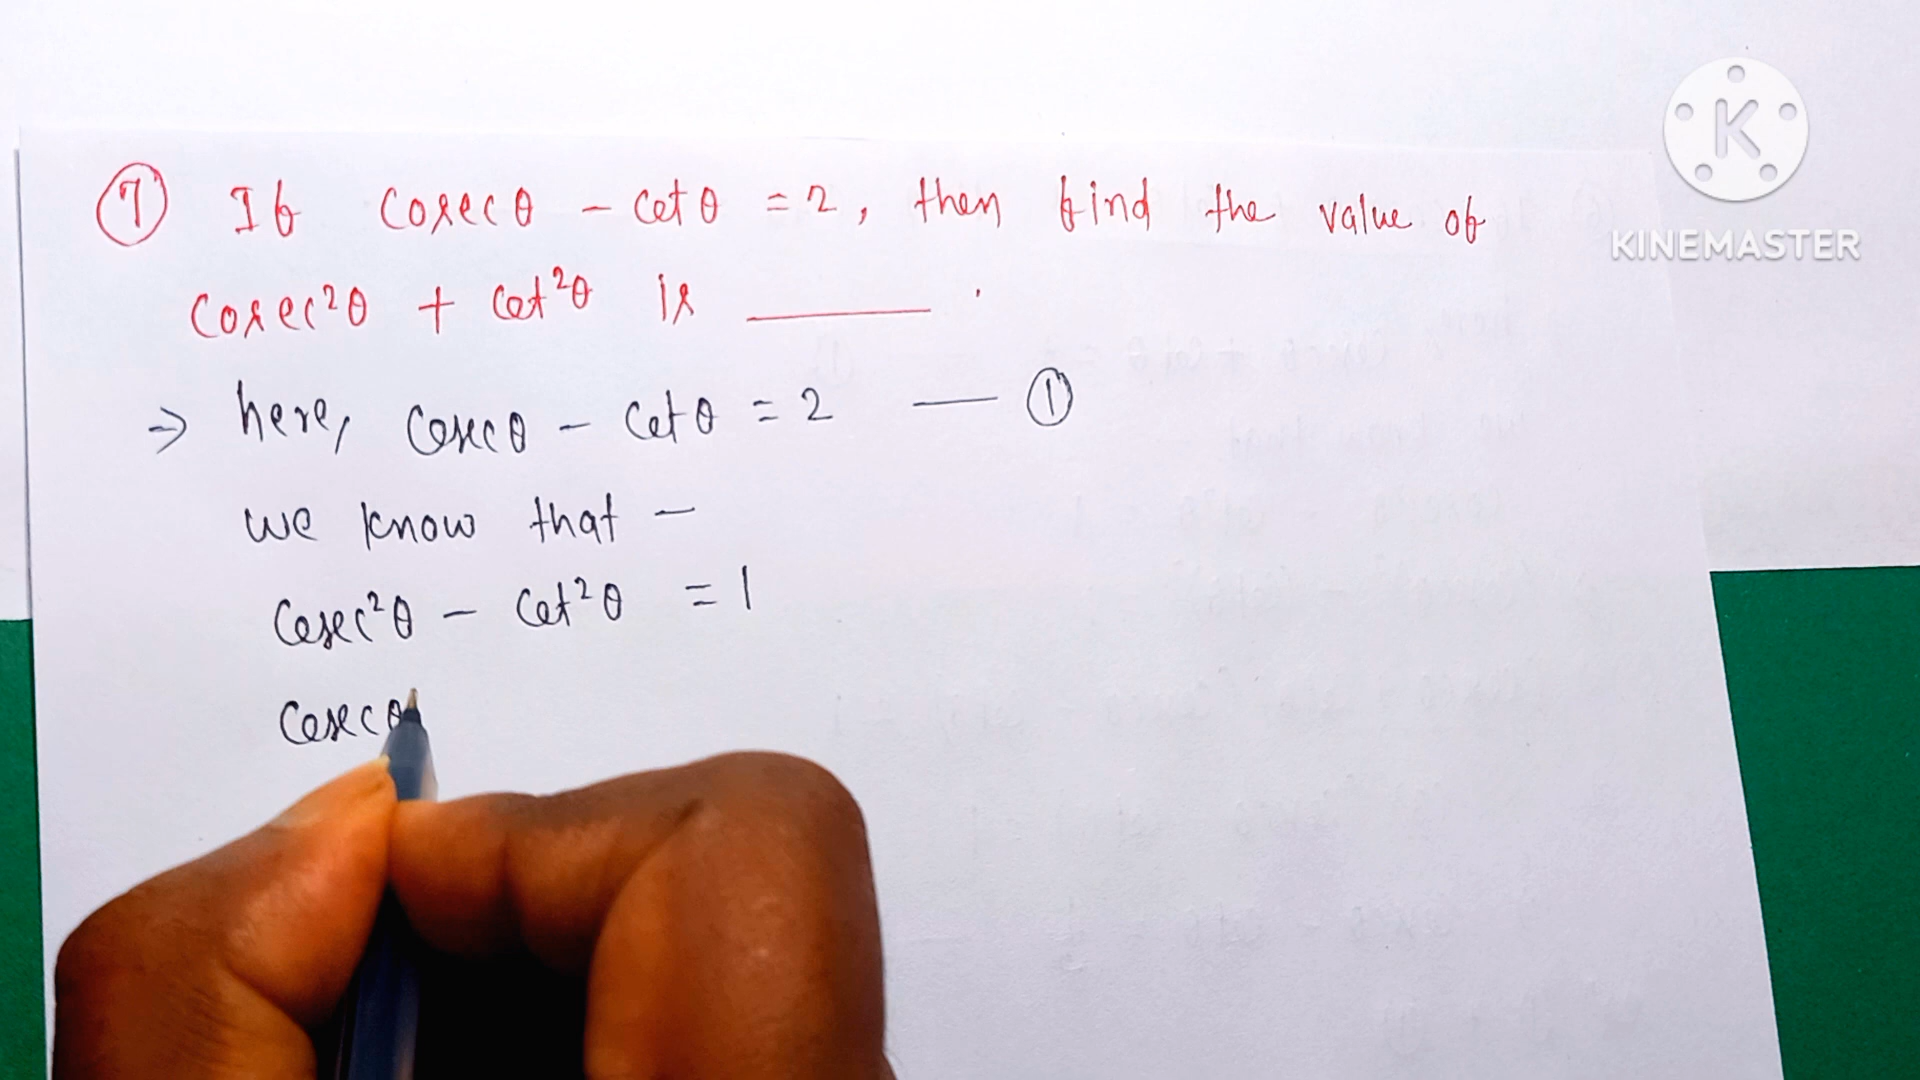 7 If cosec θ - cot θ = 2, then find the value of
cosec²θ + cot²θ is ______ .
⇒ here, cosec θ - cot θ = 2 — 1
we know that -
cosec²θ - cot²θ = 1
cosec θ
K
KINEMASTER